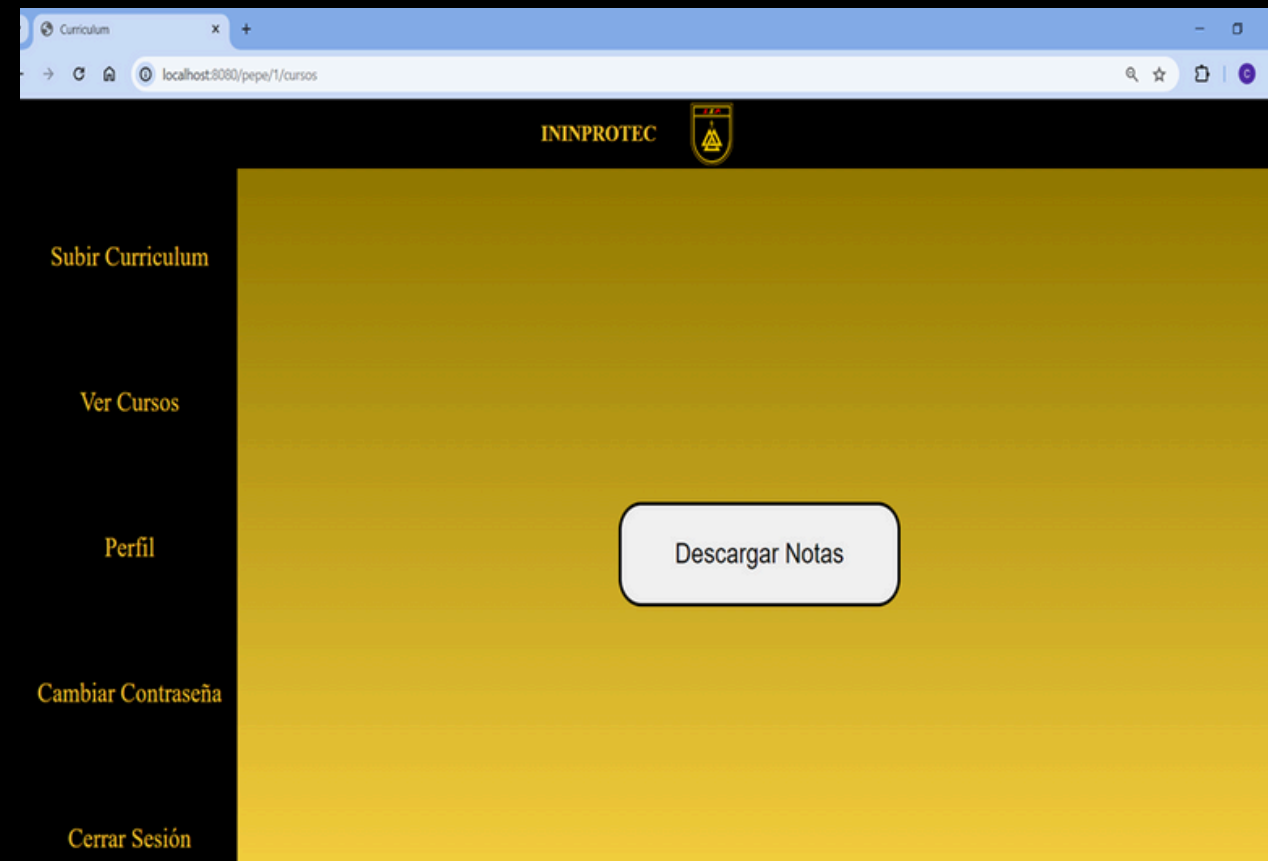 Curriculum
localhost:8080/pepe/1/cursos
C
ININPROTEC
Subir Curriculum
Ver Cursos
Perfil
Descargar Notas
Cambiar Contraseña
Cerrar Sesión